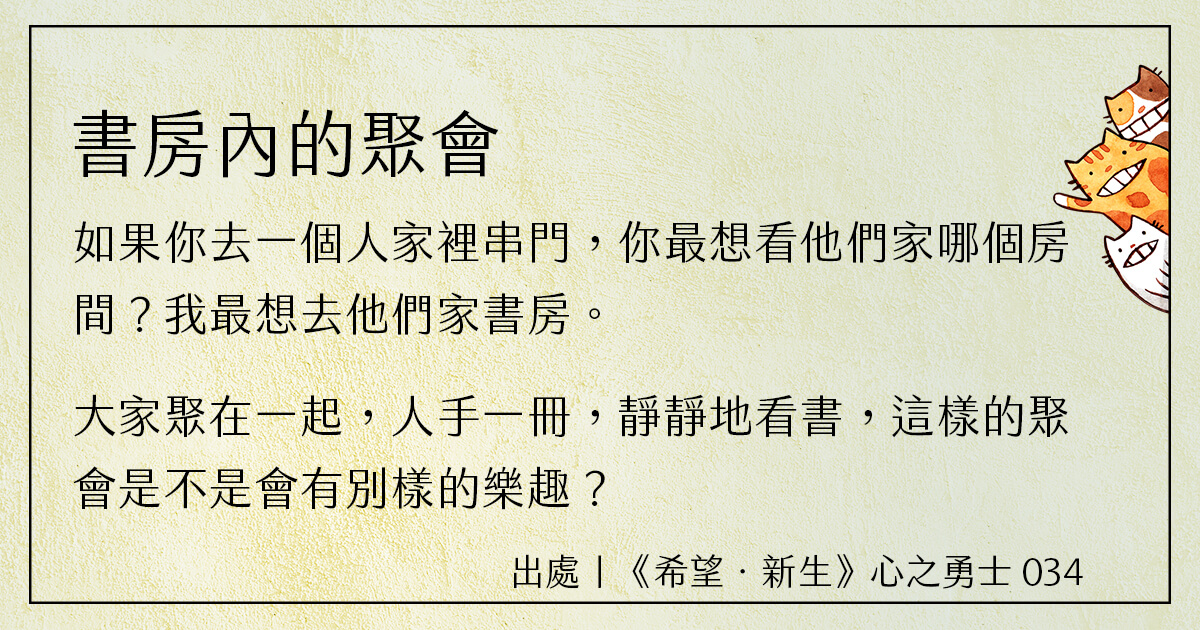 書房內的聚會
如果你去一個人家裡串門，你最想看他們家哪個房
間？我最想去他們家書房。
大家聚在一起，人手一冊，靜靜地看書，這樣的聚
會是不是會有別樣的樂趣？
出處丨《希望‧新生》心之勇士 034